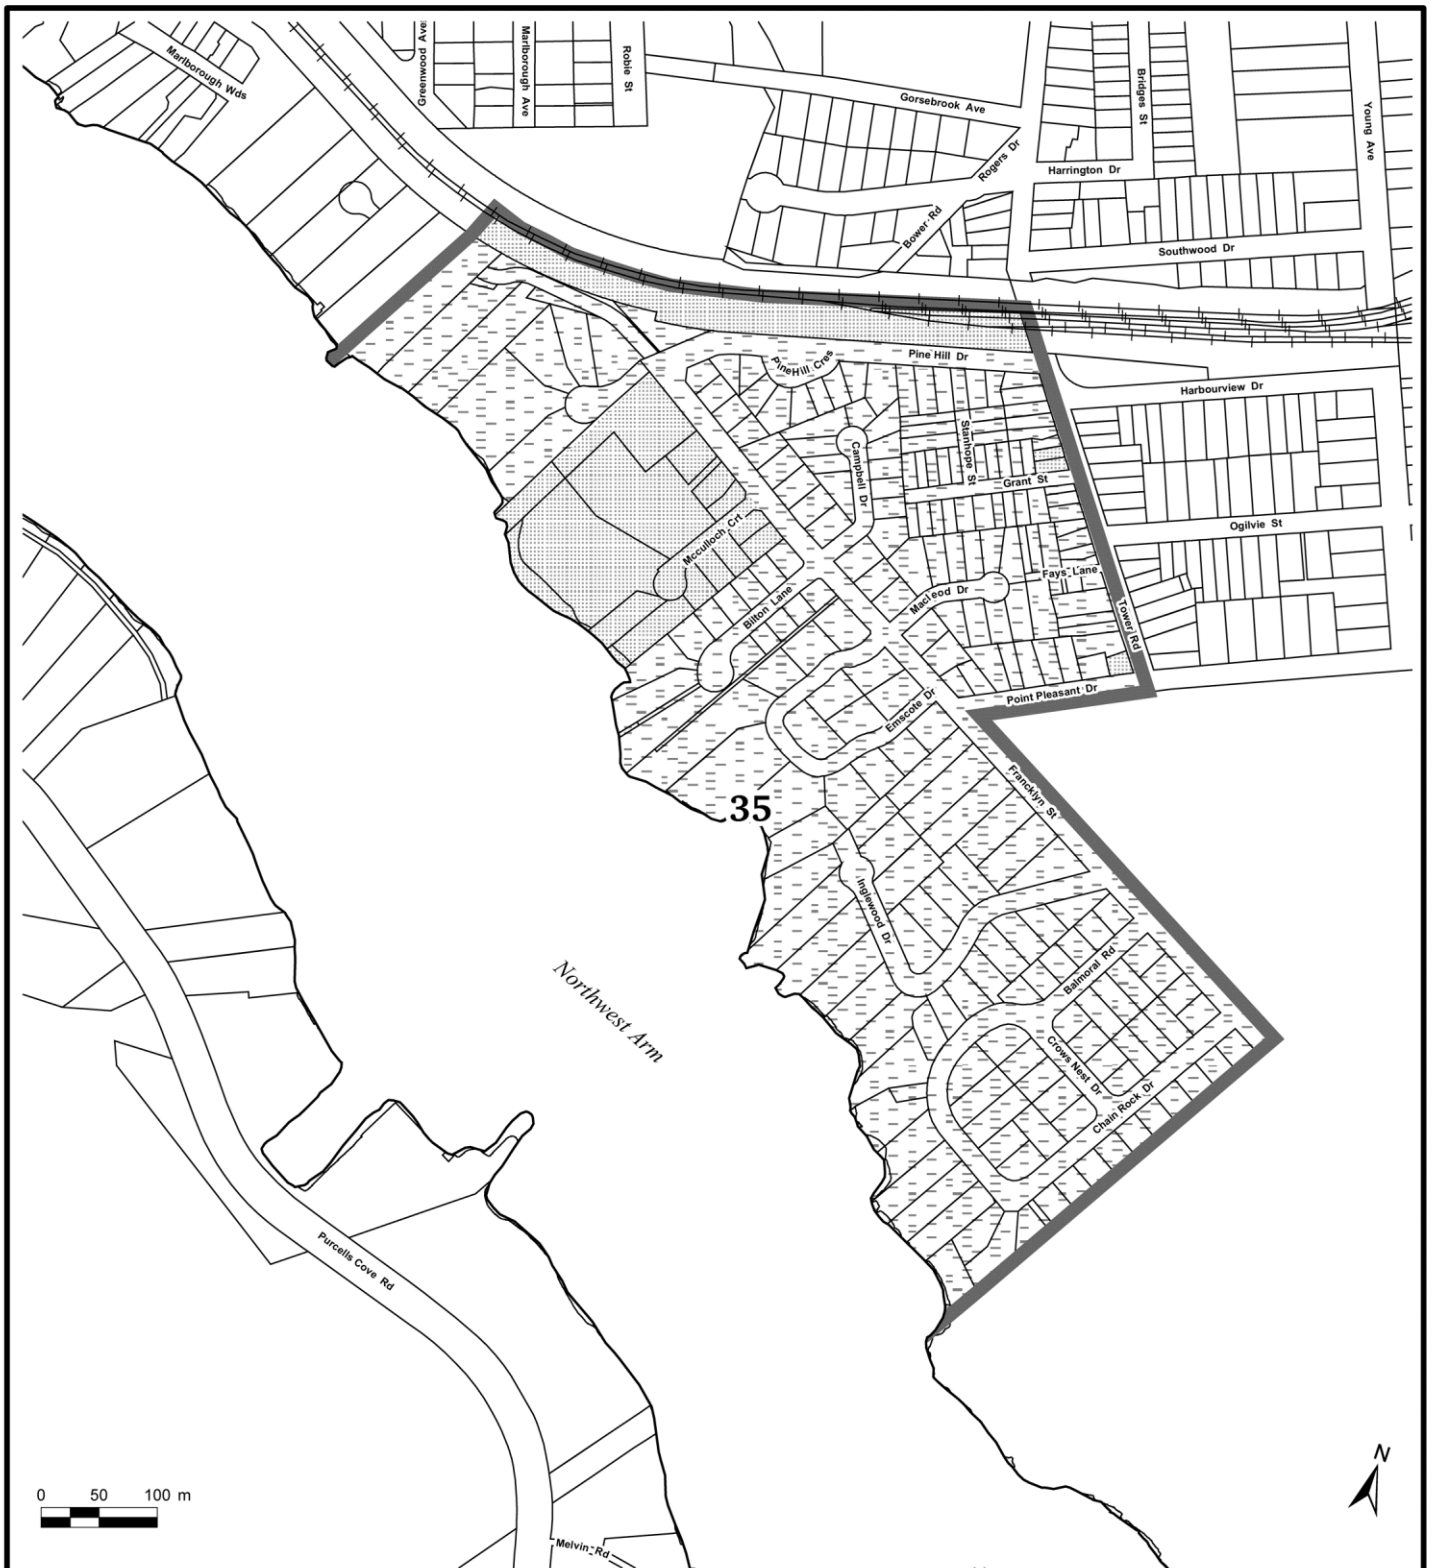 Marlborough Wds
Greenwood Ave
Marlborough Ave
Robie St
Gorsebrook Ave
Bridges St
Young Ave
Rogers Dr
Harrington Dr
Bower Rd
Southwood Dr
Pine Hill Dr
PineHill Cres
Harbourview Dr
Campbell Dr
Stanhope St
Grant St
Ogilvie St
Mcculloch Crt
Fays Lane
Bilton Lane
MacLeod Dr
Tower Rd
Emscote Dr
Point Pleasant Dr
Francklyn St
35
Inglewood Dr
Northwest Arm
Balmoral Rd
Crows Nest Dr
Chain Rock Dr
Purcells Cove Rd
N
0 50 100 m
Melvin Rd